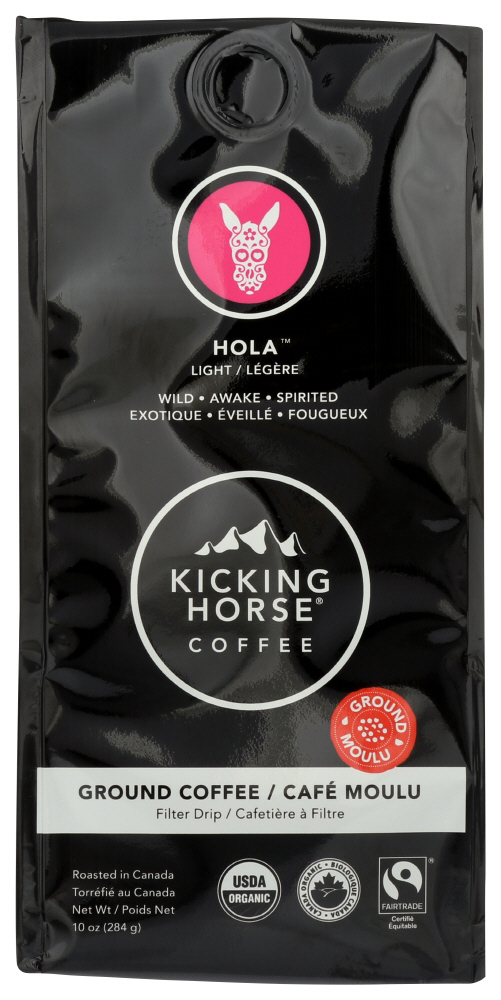 HOLA™
LIGHT / LÉGÈRE
WILD • AWAKE • SPIRITED
EXOTIQUE • ÉVEILLÉ • FOUGUEUX
KICKING
HORSE®
COFFEE
GROUND
MOULU
GROUND COFFEE / CAFÉ MOULU
Filter Drip / Cafetière à Filtre
Roasted in Canada
Torréfié au Canada
Net Wt / Poids Net
10 oz (284 g)
USDA
ORGANIC
CANADA ORGANIC • BIOLOGIQUE CANADA
®
FAIRTRADE
Certifié
Équitable